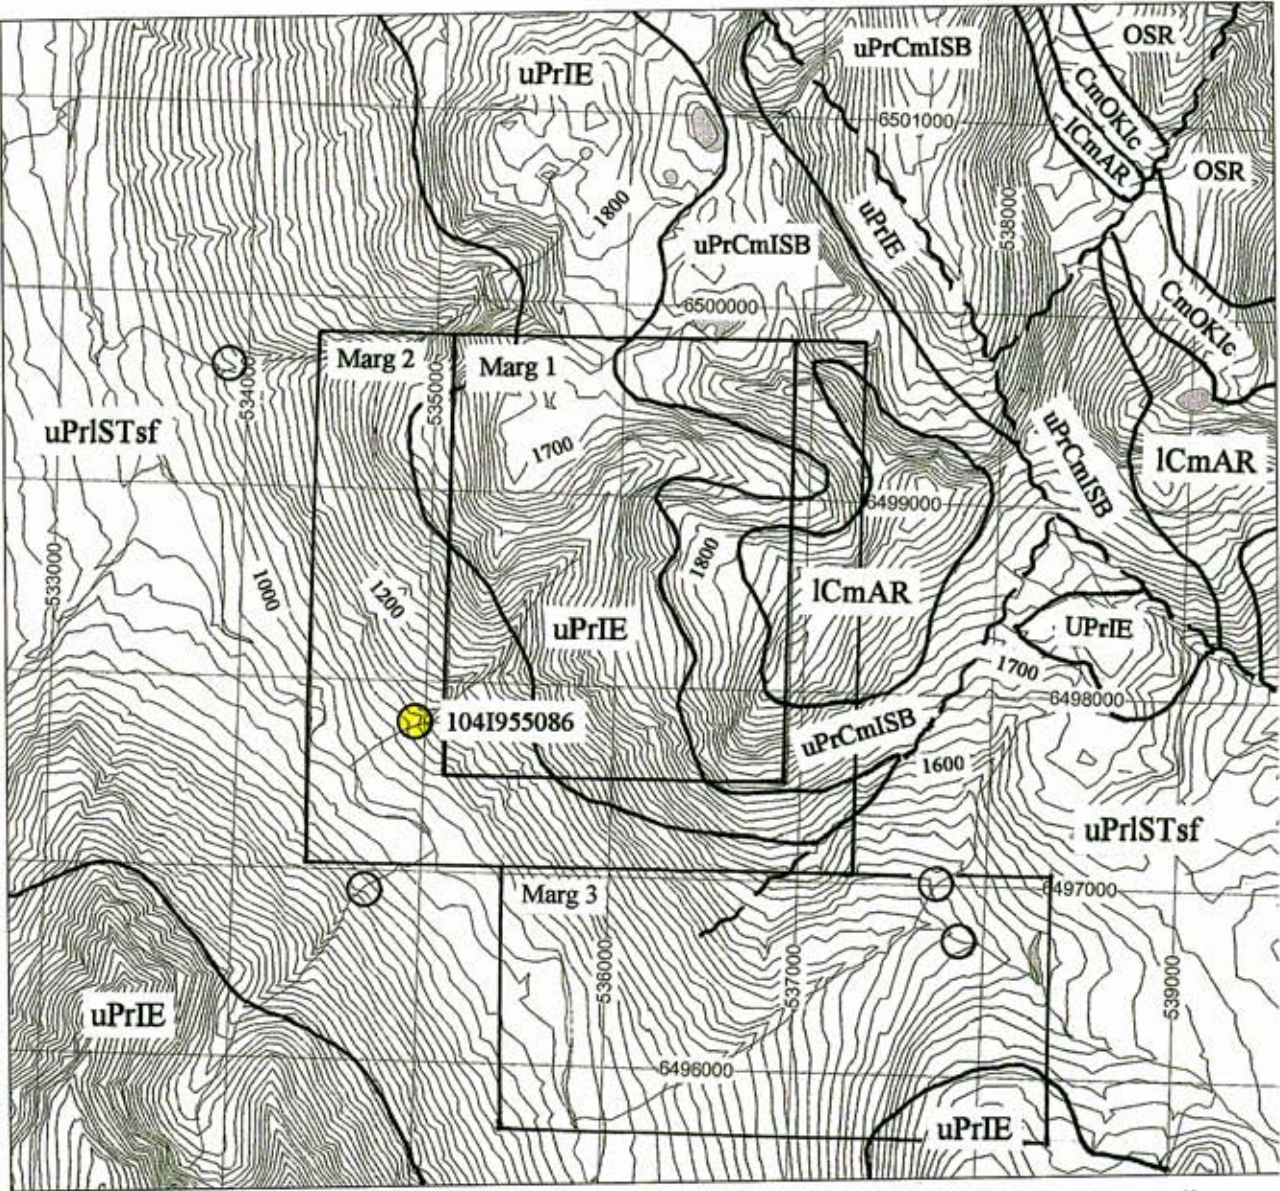 OSR
uPrCmISB
uPrIE
CmOKlc
6501000
lCmAR
OSR
1800
538000
uPrIE
uPrCmISB
CmOKlc
6500000
Marg 2
Marg 1
534000
535000
uPrlSTsf
1700
uPrCmISB
lCmAR
6499000
1800
533000
1000
1200
lCmAR
uPrIE
UPrIE
1700
6498000
104I955086
uPrCmISB
1600
uPrlSTsf
Marg 3
6497000
536000
537000
539000
uPrIE
6496000
uPrIE